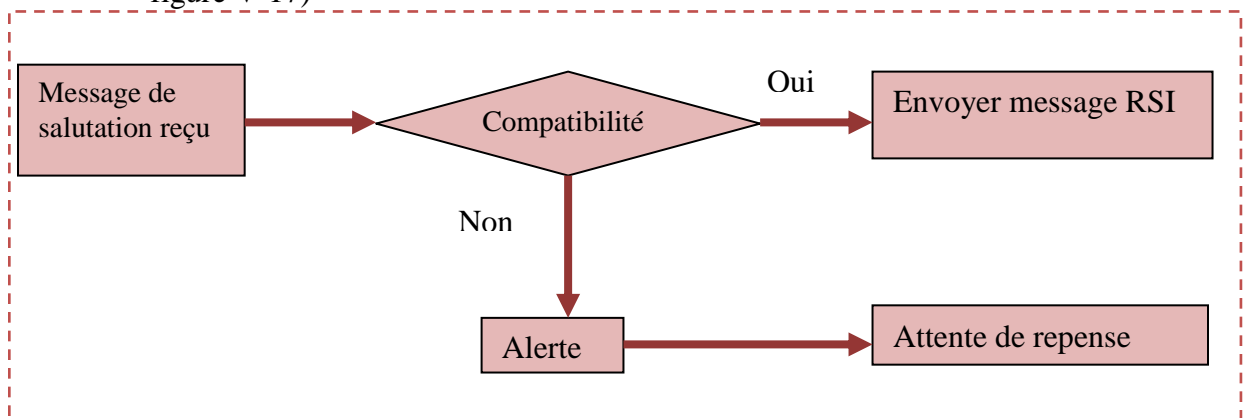 Message de
salutation reçu
Compatibilité
Oui
Envoyer message RSI
Non
Alerte
Attente de repense